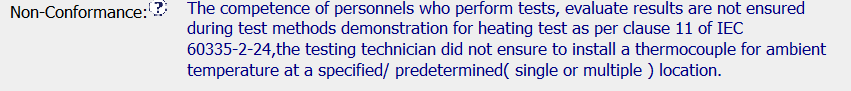 Non-Conformance:? The competence of personnels who perform tests, evaluate results are not ensured
during test methods demonstration for heating test as per clause 11 of IEC
60335-2-24,the testing technician did not ensure to install a thermocouple for ambient
temperature at a specified/ predetermined( single or multiple ) location.